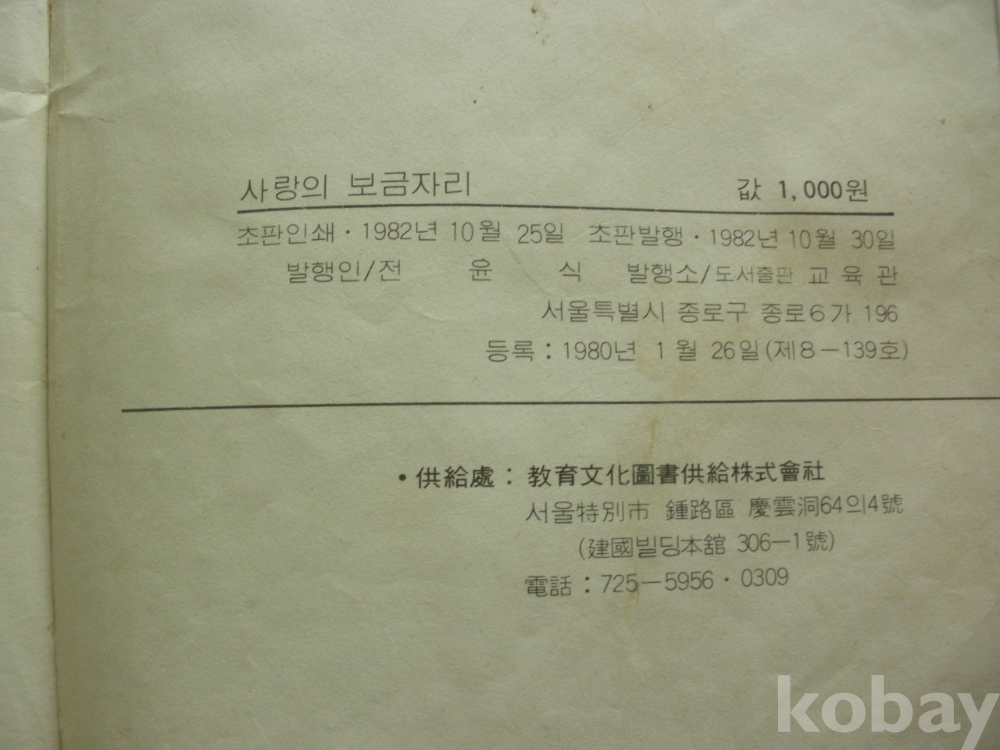 사랑의 보금자리 값 1,000원
초판인쇄·1982년 10월 25일 초판발행·1982년 10월 30일
발행인/전 윤 식 발행소/도서출판 교육관
서울특별시 종로구 종로6가 196
등록:1980년 1월 26일(제8-139호)
•供給處: 教育文化圖書供給株式會社
서울特別市 鍾路區 慶雲洞64의4號
(建國빌딩本舘 306-1號)
電話:725-5956·0309
kobay